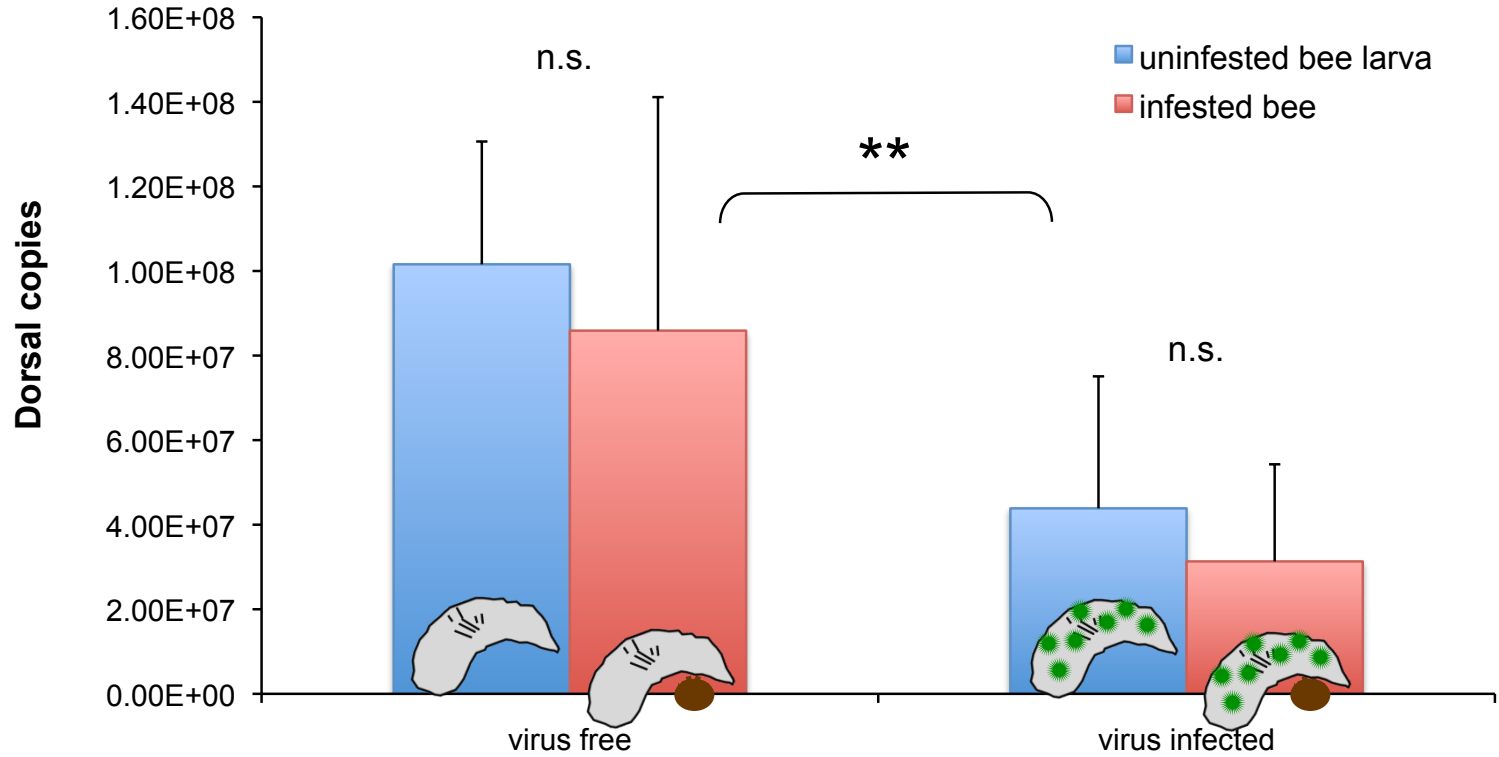 Dorsal copies
1.60E+08
1.40E+08
1.20E+08
1.00E+08
8.00E+07
6.00E+07
4.00E+07
2.00E+07
0.00E+00
n.s.
**
n.s.
uninfested bee larva
infested bee
virus free
virus infected